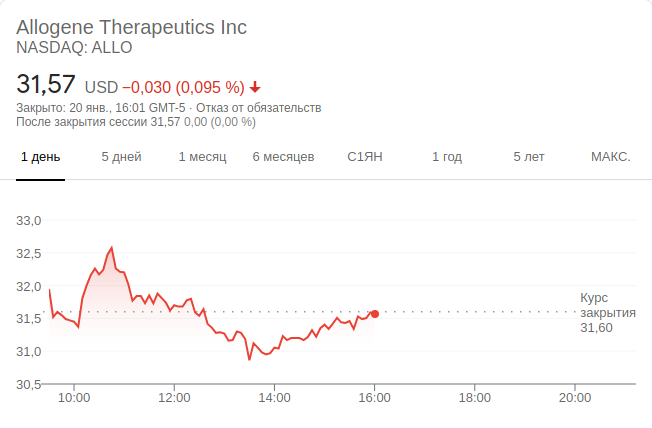 Allogene Therapeutics Inc
NASDAQ: ALLO
31,57 USD −0,030 (0,095 %)
Закрыто: 20 янв., 16:01 GMT-5 · Отказ от обязательств
После закрытия сессии 31,57 0,00 (0,00 %)
1 день 5 дней 1 месяц 6 месяцев С1ЯН 1 год 5 лет МАКС.
33,0
32,5
32,0
31,5
31,0
30,5
Курс
закрытия
31,60
10:00 12:00 14:00 16:00 18:00 20:00